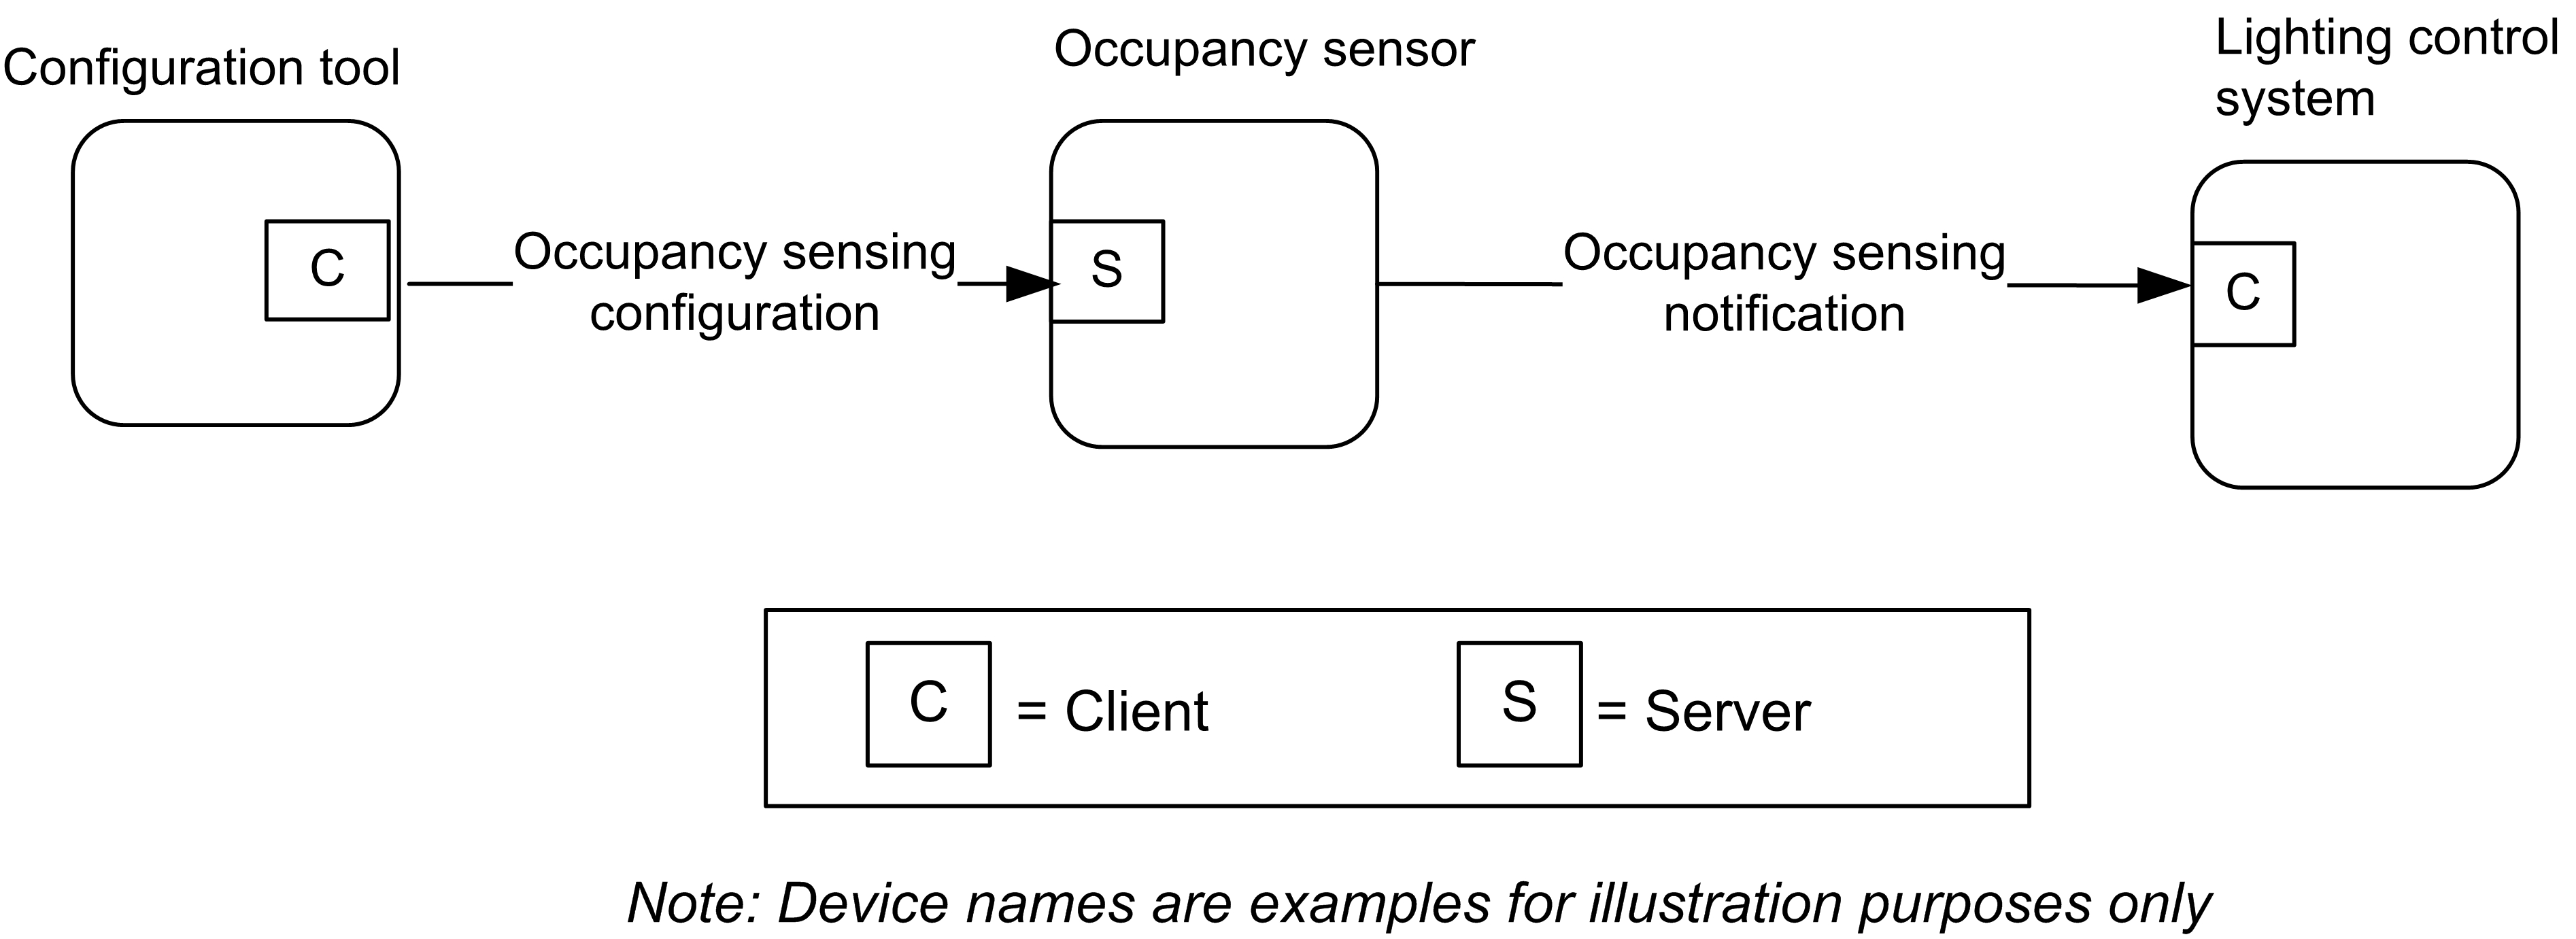 Configuration tool
Occupancy sensor
Lighting control
system
C
Occupancy sensing
configuration
S
Occupancy sensing
notification
C
C = Client
S = Server
Note: Device names are examples for illustration purposes only